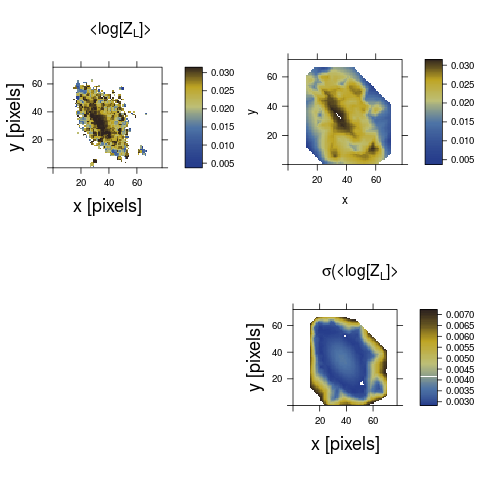 <log[Z_L]>
60
40
20
20 40 60
y [pixels]
x [pixels]
0.030
0.025
0.020
0.015
0.010
0.005
60
40
20
20 40 60
y
x
0.030
0.025
0.020
0.015
0.010
0.005
σ(<log[Z_L]>
60
40
20
20 40 60
y [pixels]
x [pixels]
0.0070
0.0065
0.0060
0.0055
0.0050
0.0045
0.0040
0.0035
0.0030